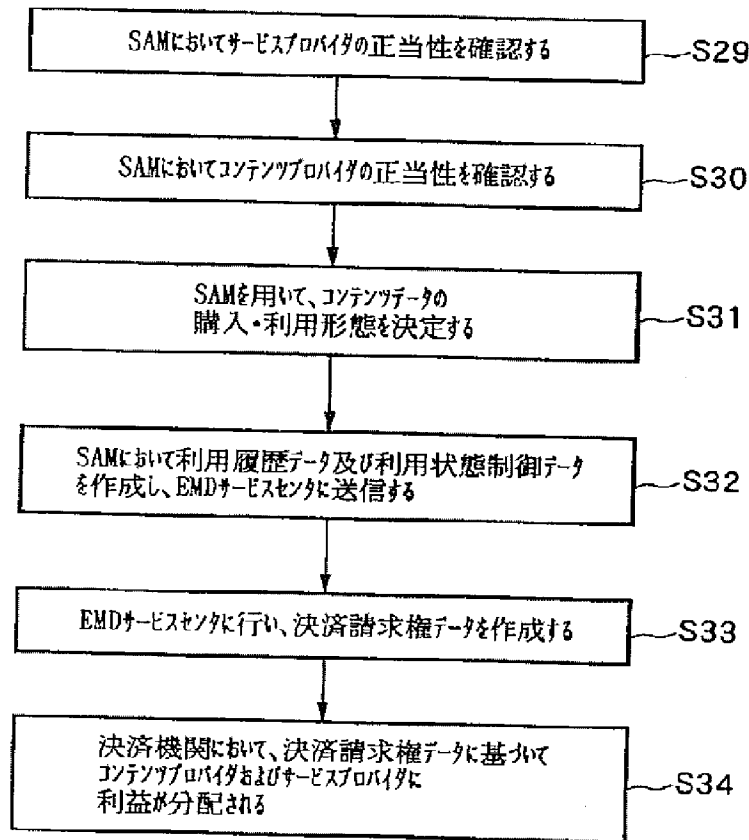 SAMにおいてサービスプロバイダの正当性を確認する
S29
SAMにおいてコンテンツプロバイダの正当性を確認する
S30
SAMを用いて、コンテンツデータの
購入・利用形態を決定する
S31
SAMにおいて利用履歴データ及び利用状態制御データ
を作成し、EMDサービスセンタに送信する
S32
EMDサービスセンタに行い、決済請求権データを作成する
S33
決済機関において、決済請求権データに基づいて
コンテンツプロバイダおよびサービスプロバイダに
利益が分配される
S34